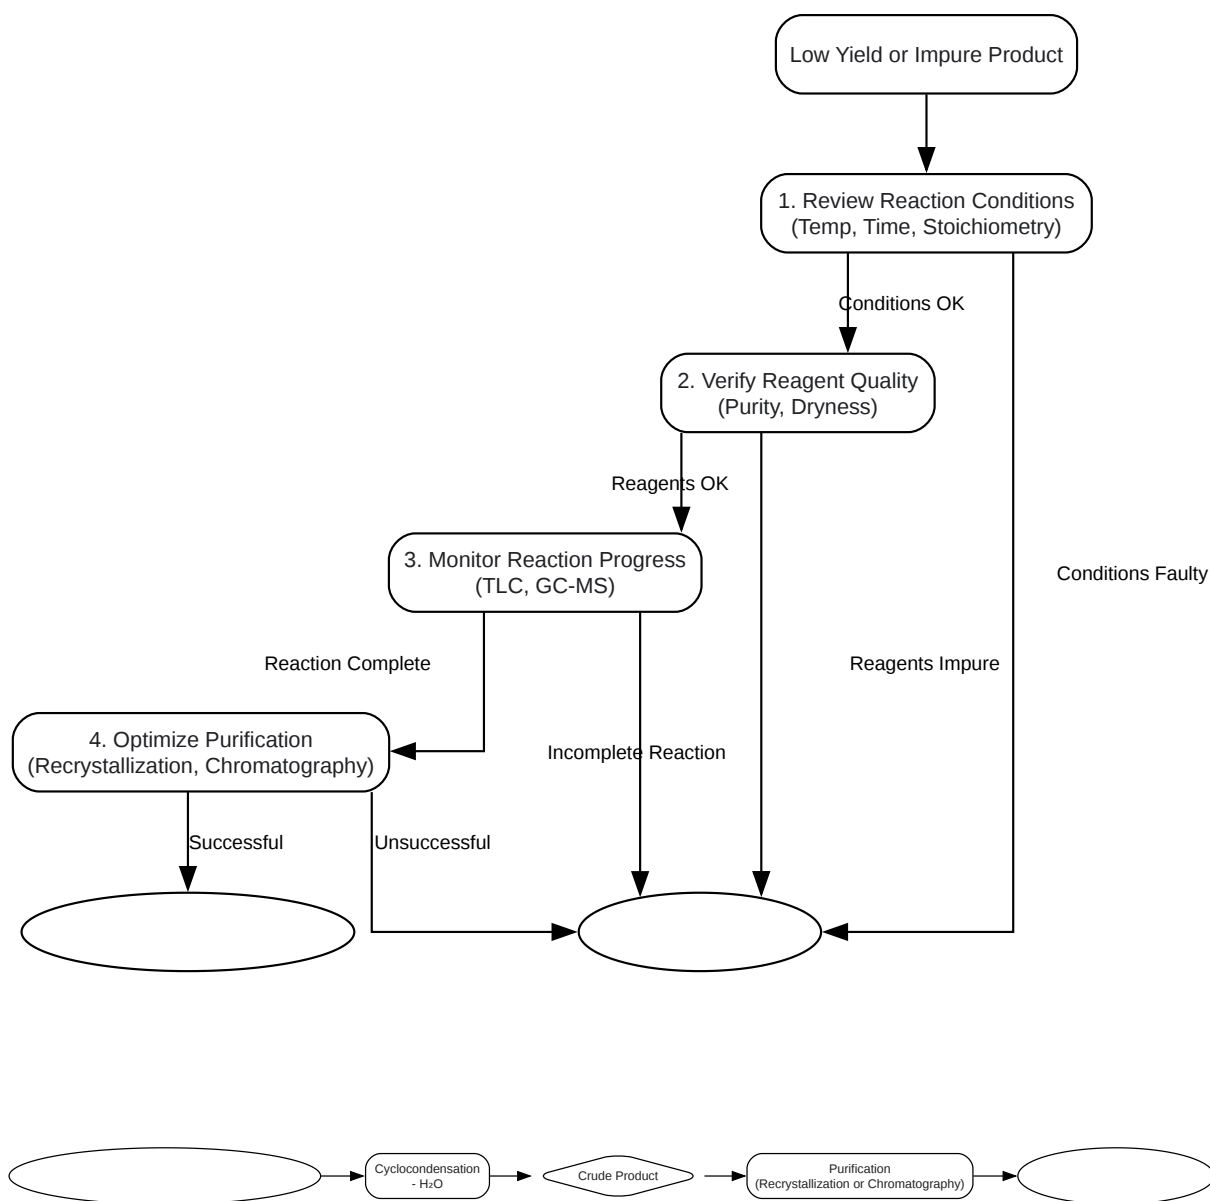 Low Yield or Impure Product
1. Review Reaction Conditions
(Temp, Time, Stoichiometry)
Conditions OK
2. Verify Reagent Quality
(Purity, Dryness)
Reagents OK
3. Monitor Reaction Progress
(TLC, GC-MS)
Conditions Faulty
Reaction Complete
Reagents Impure
4. Optimize Purification
(Recrystallization, Chromatography)
Incomplete Reaction
Successful
Unsuccessful
Cyclocondensation
- H₂O
Crude Product
Purification
(Recrystallization or Chromatography)